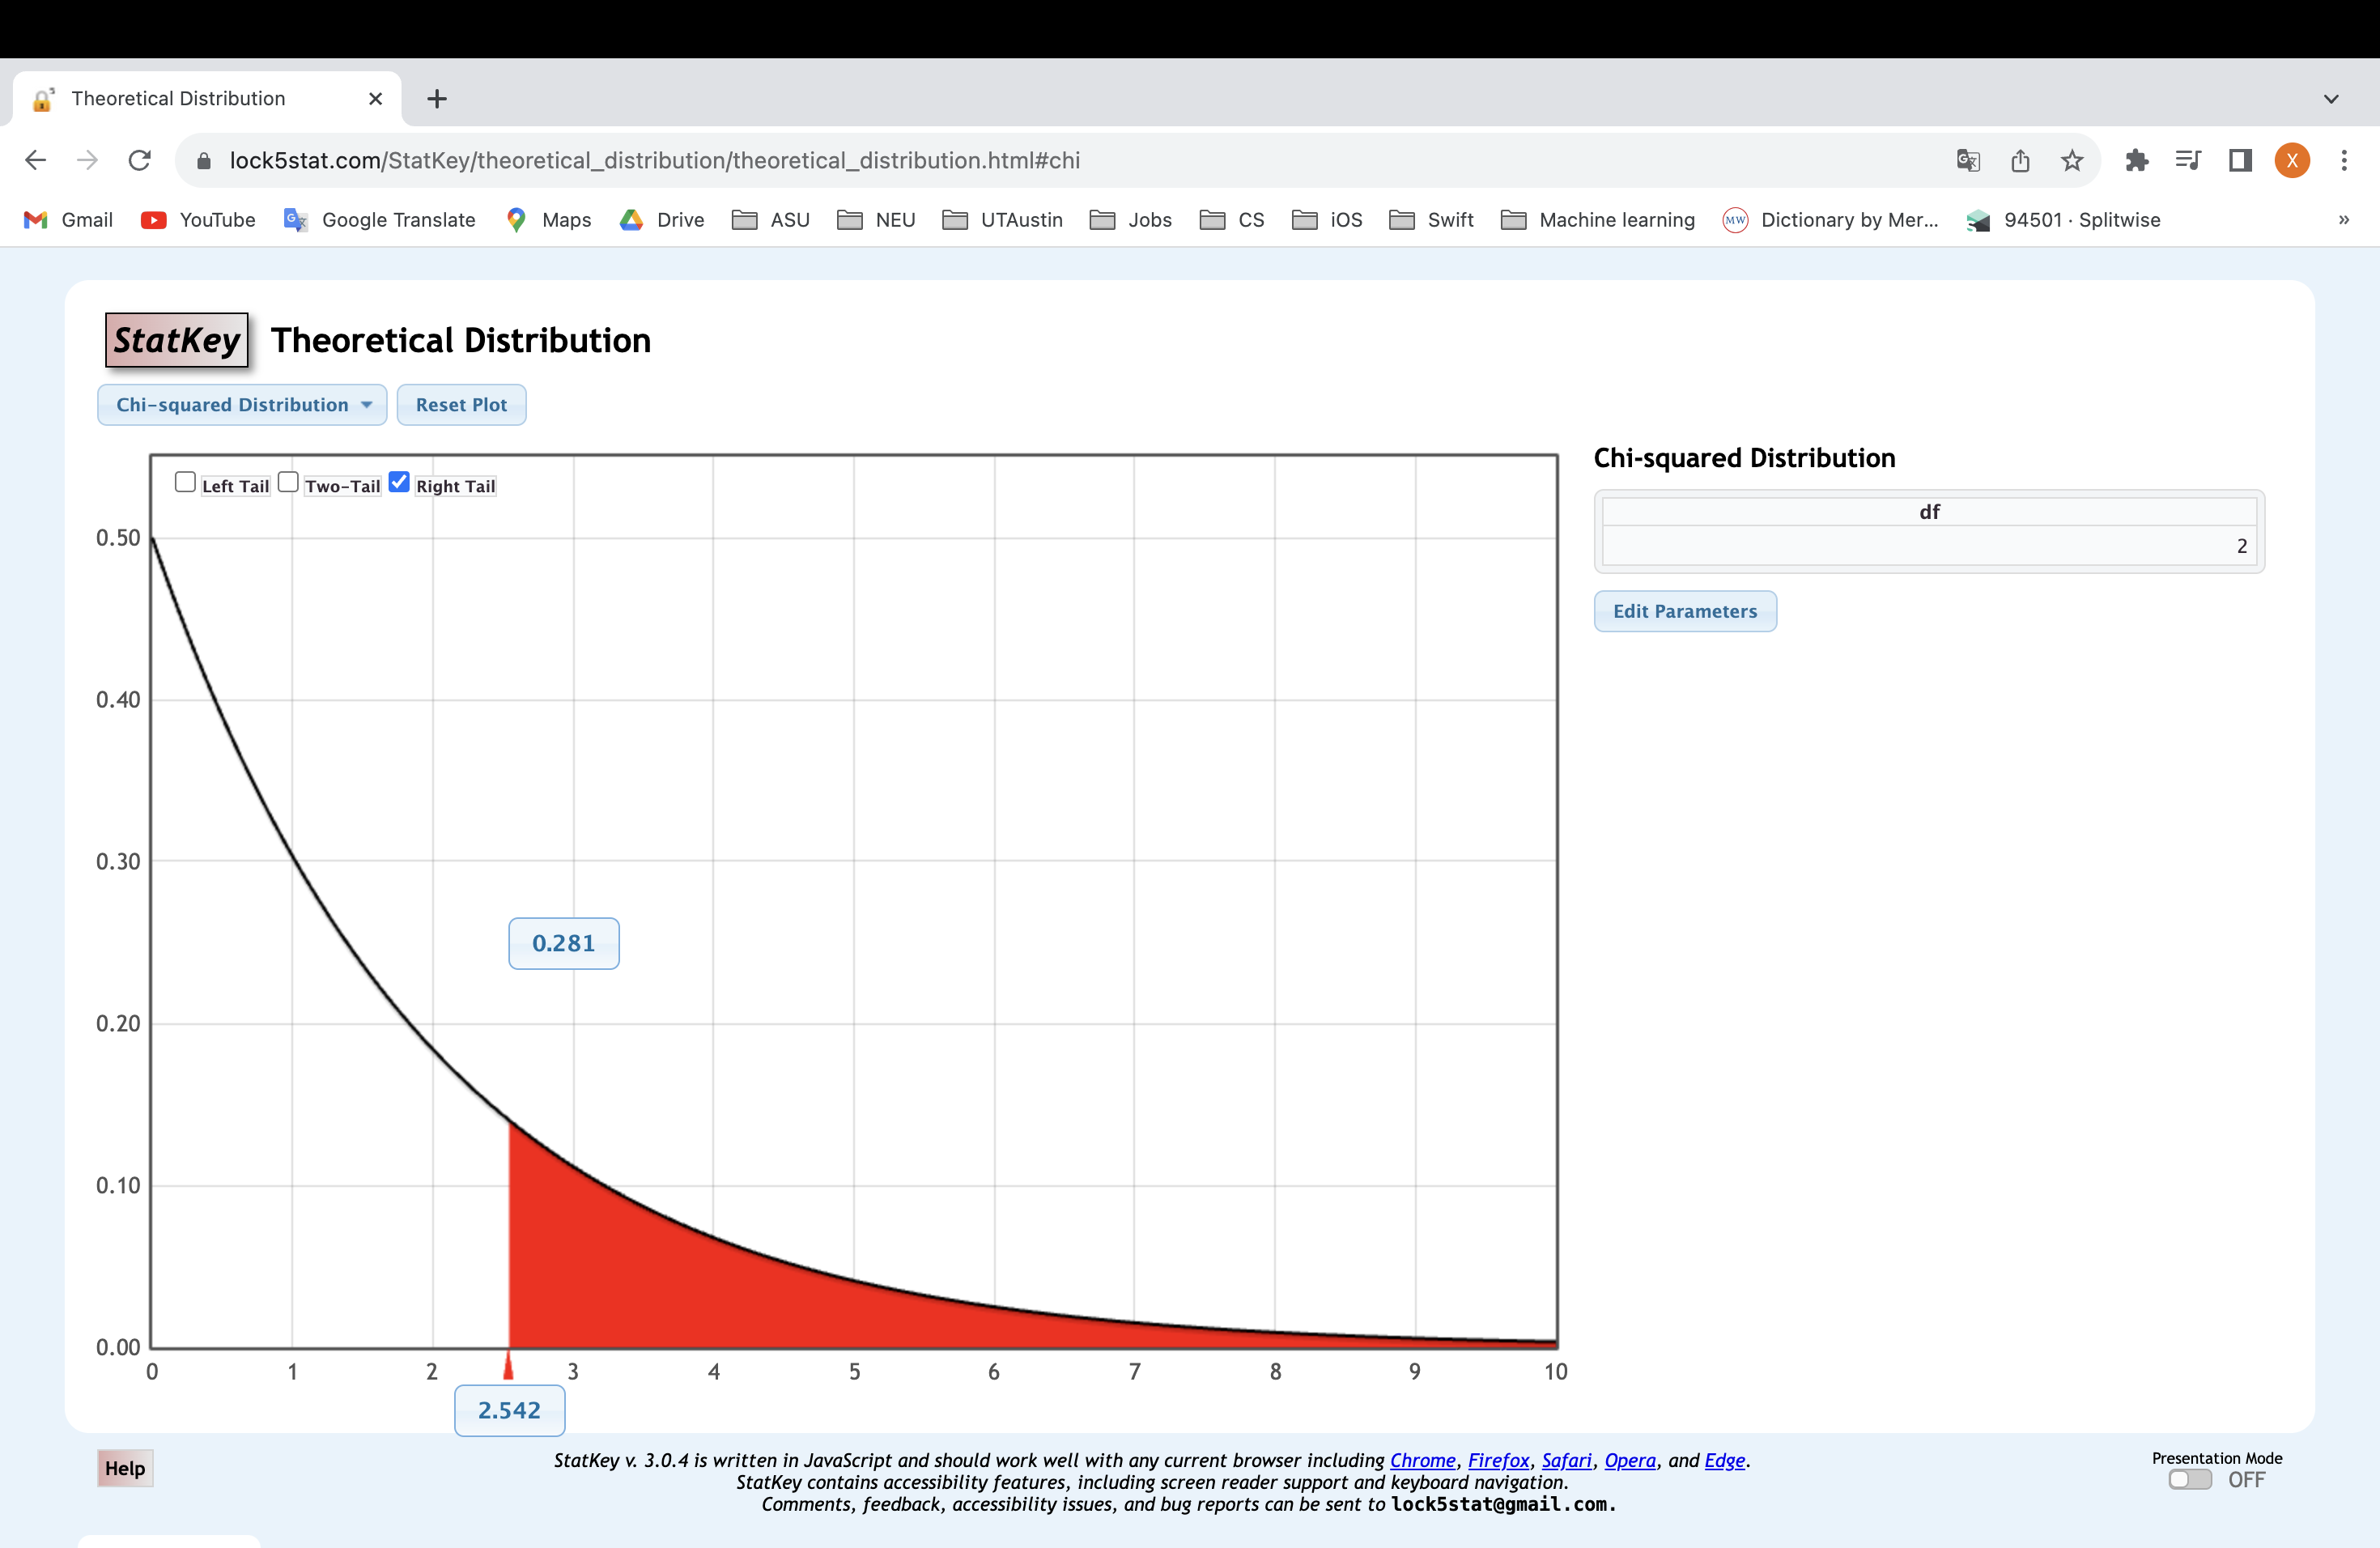 Theoretical Distribution
lock5stat.com/StatKey/theoretical_distribution/theoretical_distribution.html#chi
X
Gmail YouTube Google Translate Maps Drive ASU NEU UTAustin Jobs CS iOS Swift Machine learning MW Dictionary by Mer... 94501 · Splitwise »
StatKey Theoretical Distribution
Chi-squared Distribution Reset Plot
Left Tail Two-Tail Right Tail
0.50
0.40
0.30
0.20
0.10
0.00
0.281
0 1 2 3 4 5 6 7 8 9 10
2.542
Chi-squared Distribution
df
2
Edit Parameters
Help
StatKey v. 3.0.4 is written in JavaScript and should work well with any current browser including Chrome, Firefox, Safari, Opera, and Edge.
StatKey contains accessibility features, including screen reader support and keyboard navigation.
Comments, feedback, accessibility issues, and bug reports can be sent to lock5stat@gmail.com.
Presentation Mode
OFF